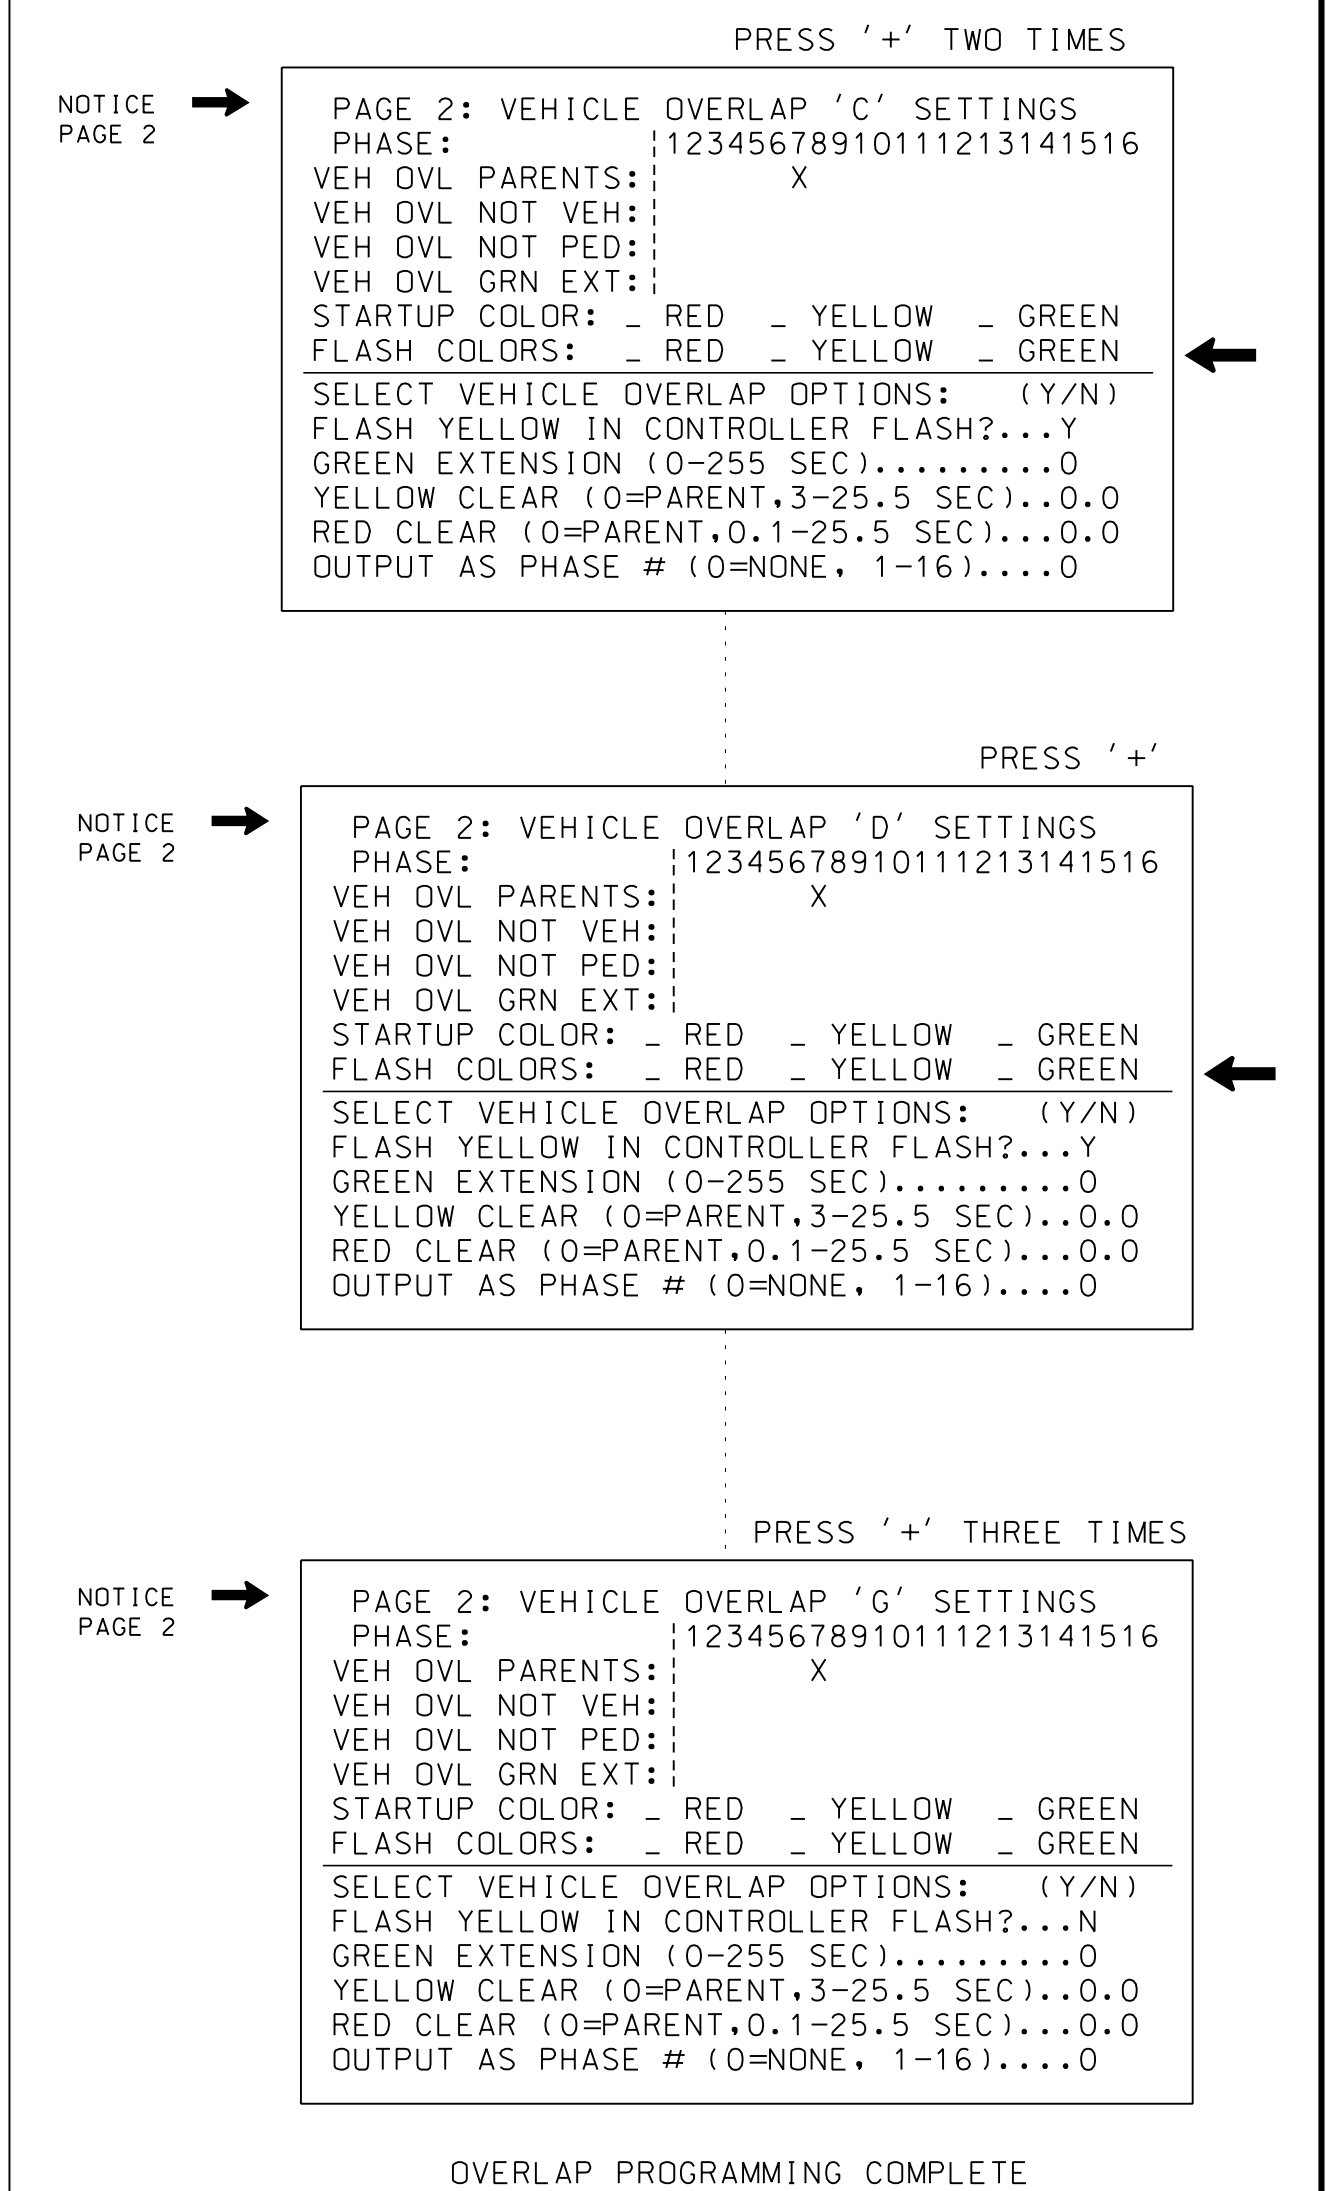 PRESS '+' TWO TIMES
NOTICE
PAGE 2
PAGE 2: VEHICLE OVERLAP 'C' SETTINGS
PHASE: |12345678910111213141516
VEH OVL PARENTS:| X
VEH OVL NOT VEH:|
VEH OVL NOT PED:|
VEH OVL GRN EXT:|
STARTUP COLOR: _ RED _ YELLOW _ GREEN
FLASH COLORS: _ RED _ YELLOW _ GREEN
SELECT VEHICLE OVERLAP OPTIONS: (Y/N)
FLASH YELLOW IN CONTROLLER FLASH?...Y
GREEN EXTENSION (0-255 SEC).........0
YELLOW CLEAR (0=PARENT,3-25.5 SEC)..0.0
RED CLEAR (0=PARENT,0.1-25.5 SEC)...0.0
OUTPUT AS PHASE # (0=NONE, 1-16)....0
PRESS '+'
NOTICE
PAGE 2
PAGE 2: VEHICLE OVERLAP 'D' SETTINGS
PHASE: |12345678910111213141516
VEH OVL PARENTS:| X
VEH OVL NOT VEH:|
VEH OVL NOT PED:|
VEH OVL GRN EXT:|
STARTUP COLOR: _ RED _ YELLOW _ GREEN
FLASH COLORS: _ RED _ YELLOW _ GREEN
SELECT VEHICLE OVERLAP OPTIONS: (Y/N)
FLASH YELLOW IN CONTROLLER FLASH?...Y
GREEN EXTENSION (0-255 SEC).........0
YELLOW CLEAR (0=PARENT,3-25.5 SEC)..0.0
RED CLEAR (0=PARENT,0.1-25.5 SEC)...0.0
OUTPUT AS PHASE # (0=NONE, 1-16)....0
PRESS '+' THREE TIMES
NOTICE
PAGE 2
PAGE 2: VEHICLE OVERLAP 'G' SETTINGS
PHASE: |12345678910111213141516
VEH OVL PARENTS:| X
VEH OVL NOT VEH:|
VEH OVL NOT PED:|
VEH OVL GRN EXT:|
STARTUP COLOR: _ RED _ YELLOW _ GREEN
FLASH COLORS: _ RED _ YELLOW _ GREEN
SELECT VEHICLE OVERLAP OPTIONS: (Y/N)
FLASH YELLOW IN CONTROLLER FLASH?...N
GREEN EXTENSION (0-255 SEC).........0
YELLOW CLEAR (0=PARENT,3-25.5 SEC)..0.0
RED CLEAR (0=PARENT,0.1-25.5 SEC)...0.0
OUTPUT AS PHASE # (0=NONE, 1-16)....0
OVERLAP PROGRAMMING COMPLETE